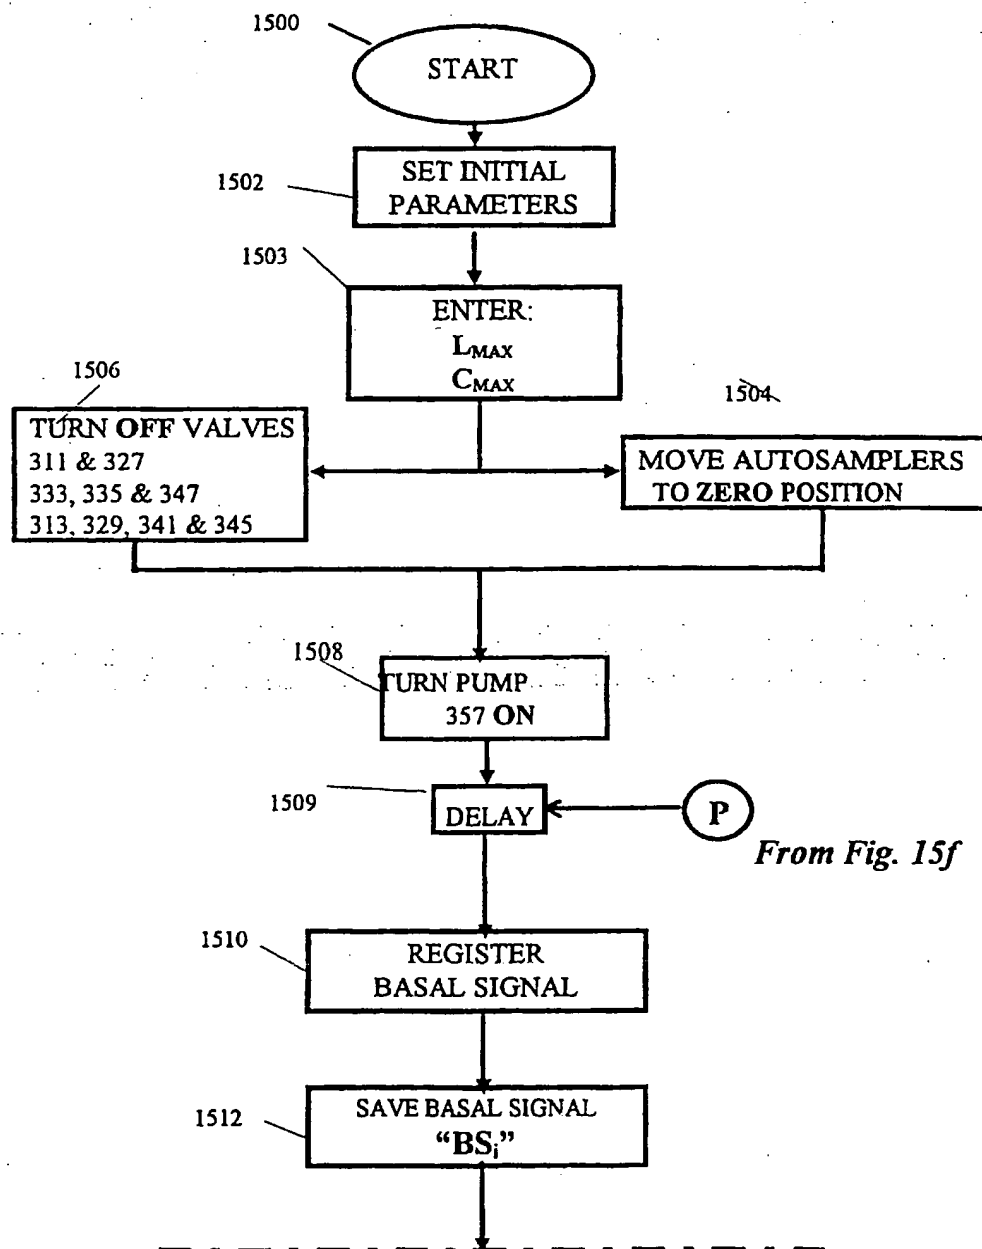 1500
START
1502
SET INITIAL
PARAMETERS
1503
ENTER:
LMAX
CMAX
1506
TURN OFF VALVES
311 & 327
333, 335 & 347
313, 329, 341 & 345
1504
MOVE AUTOSAMPLERS
TO ZERO POSITION
1508
TURN PUMP
357 ON
1509
DELAY
P
From Fig. 15f
1510
REGISTER
BASAL SIGNAL
1512
SAVE BASAL SIGNAL
“BSi”